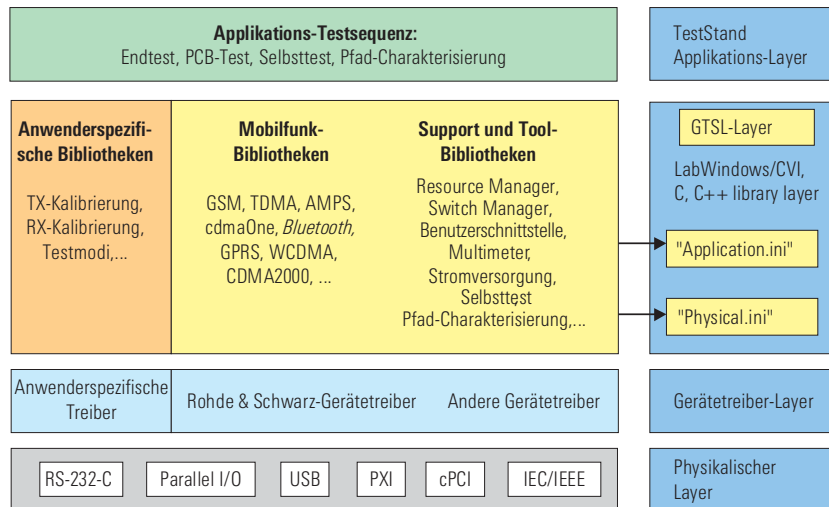 Applikations-Testsequenz:
Endtest, PCB-Test, Selbsttest, Pfad-Charakterisierung
TestStand
Applikations-Layer
Anwenderspezifi-
sche Bibliotheken
TX-Kalibrierung,
RX-Kalibrierung,
Testmodi,...
Mobilfunk-
Bibliotheken
GSM, TDMA, AMPS,
cdmaOne, Bluetooth,
GPRS, WCDMA,
CDMA2000, ...
Support und Tool-
Bibliotheken
Resource Manager,
Switch Manager,
Benutzerschnittstelle,
Multimeter,
Stromversorgung,
Selbsttest,
Pfad-Charakterisierung,...
GTSL-Layer
LabWindows/CVI,
C, C++ library layer
"Application.ini"
"Physical.ini"
Anwenderspezifische
Treiber
Rohde & Schwarz-Gerätetreiber
Andere Gerätetreiber
Gerätetreiber-Layer
RS-232-C
Parallel I/O
USB
PXI
cPCI
IEC/IEEE
Physikalischer
Layer